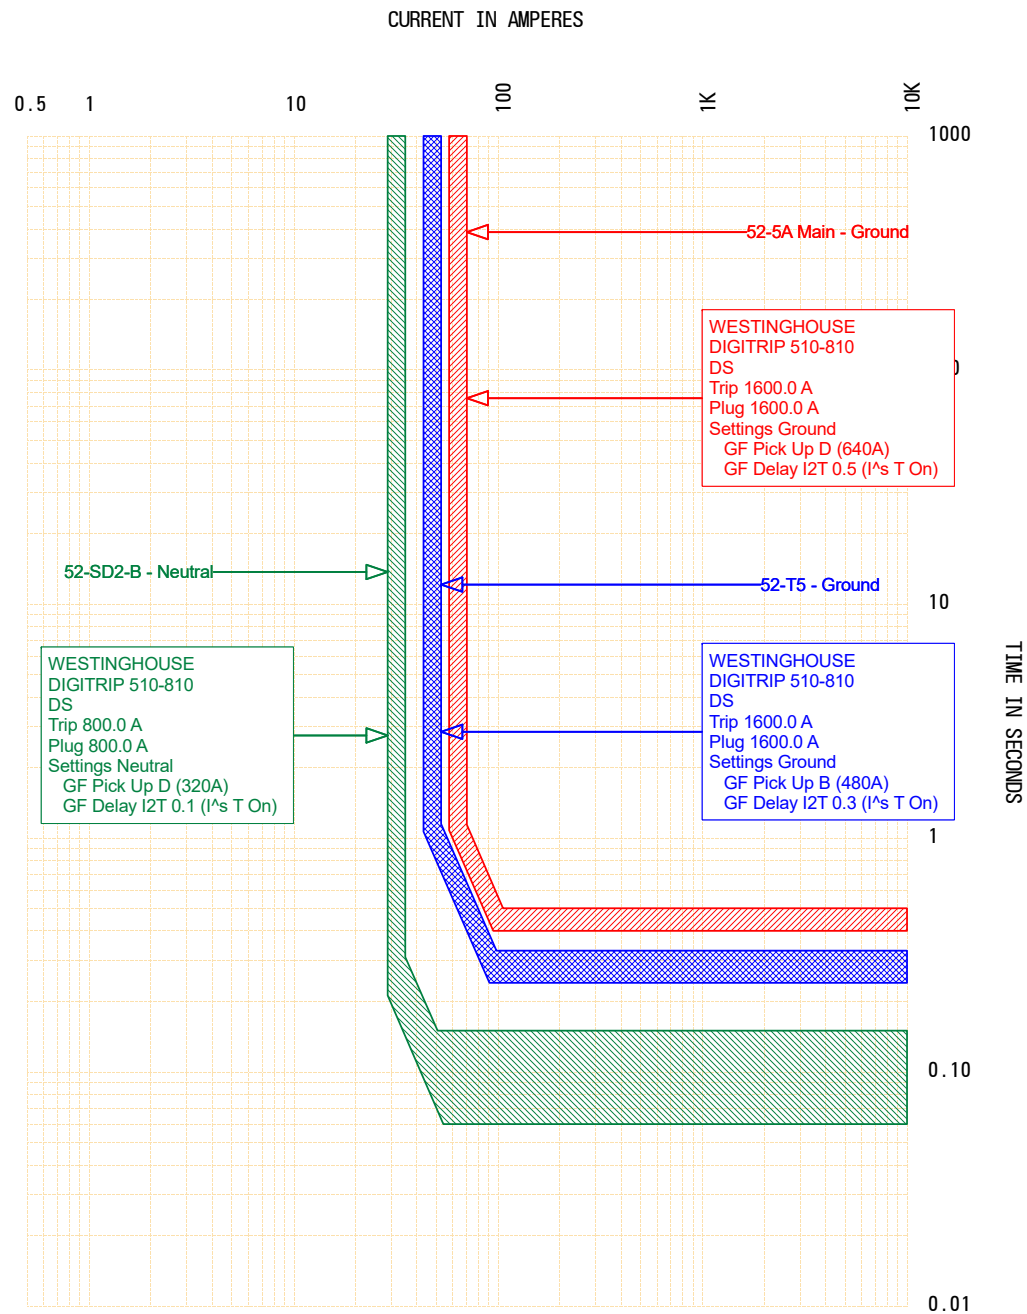 CURRENT IN AMPERES
0.5 1 10 100 1K 10K
1000
52-5A Main - Ground
WESTINGHOUSE
DIGITRIP 510-810
DS
Trip 1600.0 A
Plug 1600.0 A
Settings Ground
GF Pick Up D (640A)
GF Delay I2T 0.5 (I^s T On)
52-SD2-B - Neutral
52-T5 - Ground
10
WESTINGHOUSE
DIGITRIP 510-810
DS
Trip 800.0 A
Plug 800.0 A
Settings Neutral
GF Pick Up D (320A)
GF Delay I2T 0.1 (I^s T On)
WESTINGHOUSE
DIGITRIP 510-810
DS
Trip 1600.0 A
Plug 1600.0 A
Settings Ground
GF Pick Up B (480A)
GF Delay I2T 0.3 (I^s T On)
TIME IN SECONDS
1
0.10
0.01